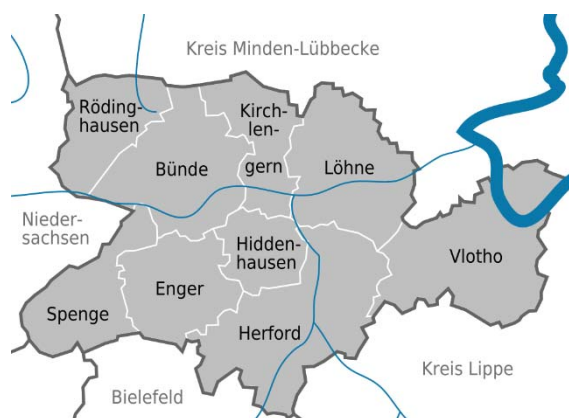 Kreis Minden-Lübbecke
Röding-
hausen
Kirch-
len-
gern
Bünde
Löhne
Nieder-
sachsen
Hidden-
hausen
Vlotho
Enger
Spenge
Herford
Kreis Lippe
Bielefeld